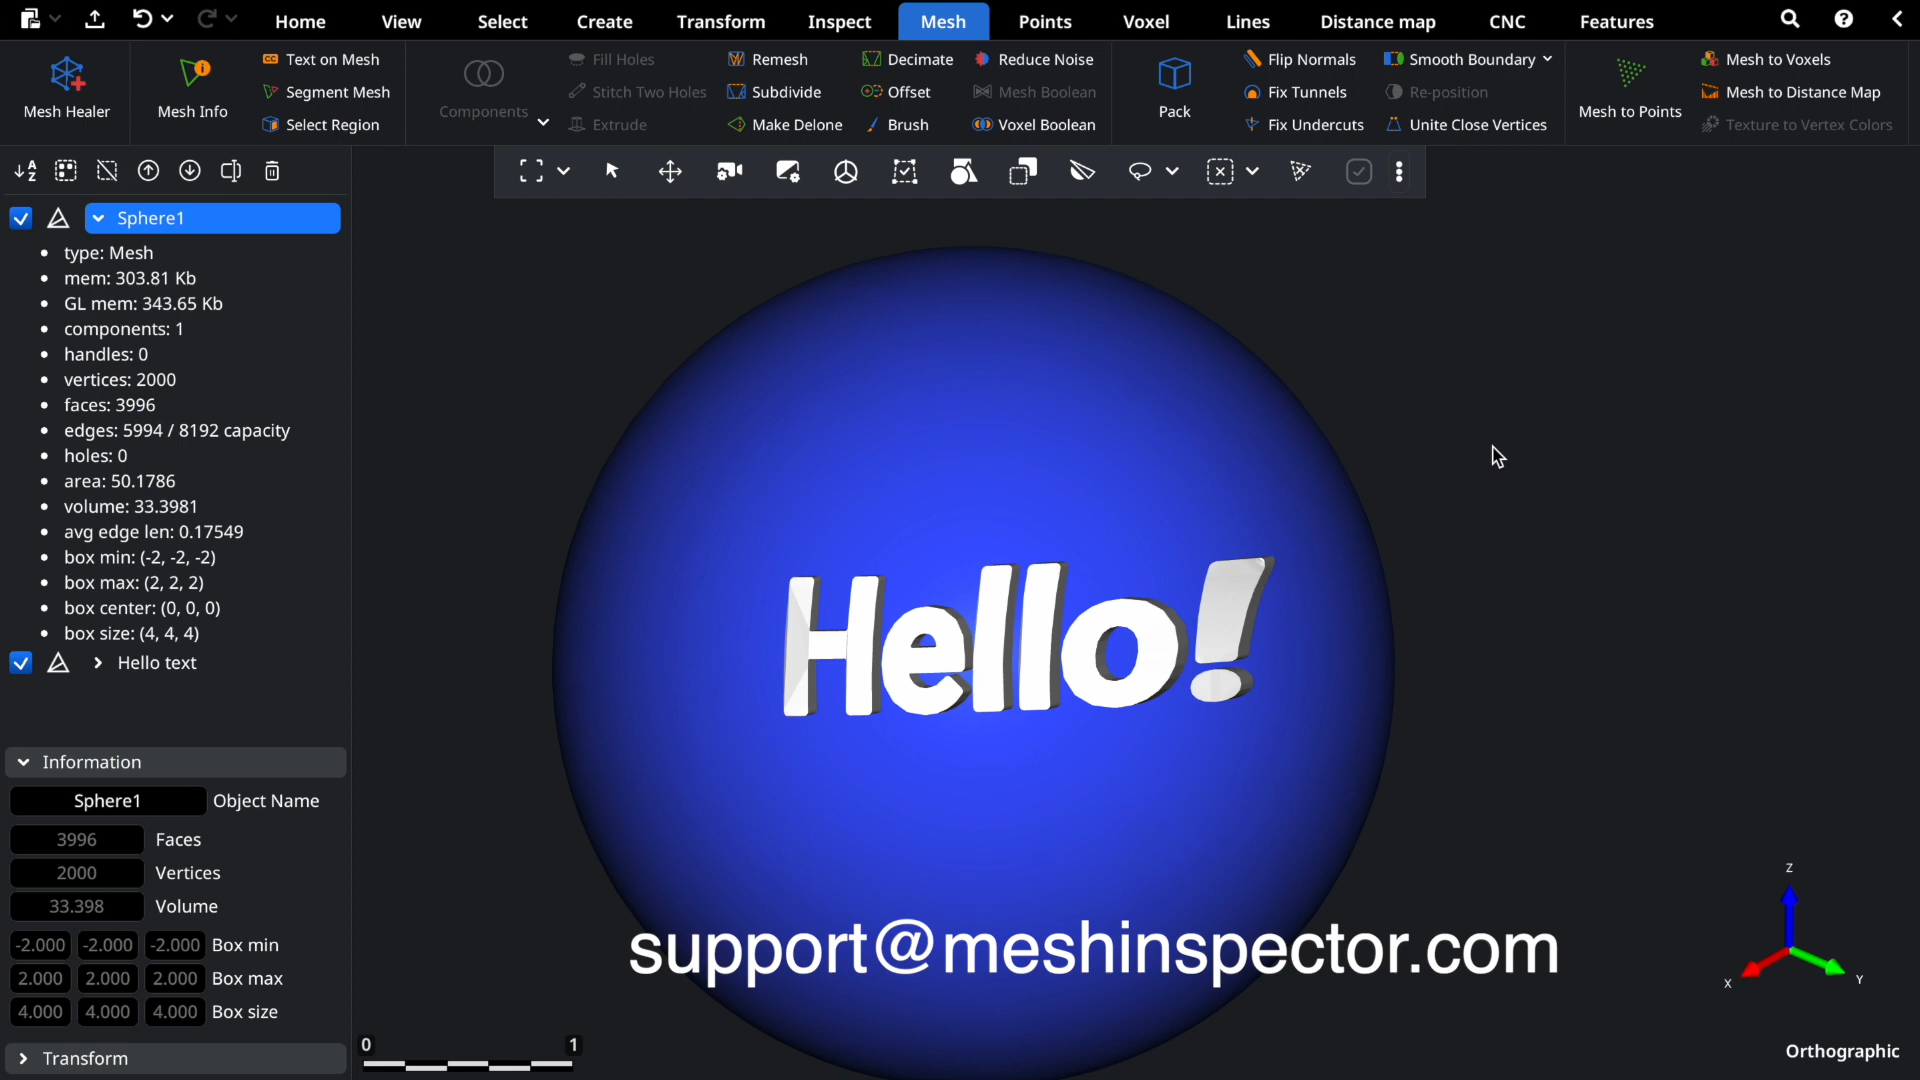 Home View Select Create Transform Inspect Mesh Points Voxel Lines Distance map CNC Features
Mesh Healer
Mesh Info
Text on Mesh
Segment Mesh
Select Region
Components
Fill Holes
Stitch Two Holes
Extrude
Remesh
Subdivide
Make Delone
Decimate
Offset
Brush
Reduce Noise
Mesh Boolean
Voxel Boolean
Pack
Flip Normals
Fix Tunnels
Fix Undercuts
Smooth Boundary
Re-position
Unite Close Vertices
Mesh to Points
Mesh to Voxels
Mesh to Distance Map
Texture to Vertex Colors
Sphere1
type: Mesh
mem: 303.81 Kb
GL mem: 343.65 Kb
components: 1
handles: 0
vertices: 2000
faces: 3996
edges: 5994 / 8192 capacity
holes: 0
area: 50.1786
volume: 33.3981
avg edge len: 0.17549
box min: (-2, -2, -2)
box max: (2, 2, 2)
box center: (0, 0, 0)
box size: (4, 4, 4)
Hello text
Information
Sphere1 Object Name
3996 Faces
2000 Vertices
33.398 Volume
-2.000 -2.000 -2.000 Box min
2.000 2.000 2.000 Box max
4.000 4.000 4.000 Box size
Transform
Hello!
support@meshinspector.com
0 1
Z
X
Y
Orthographic